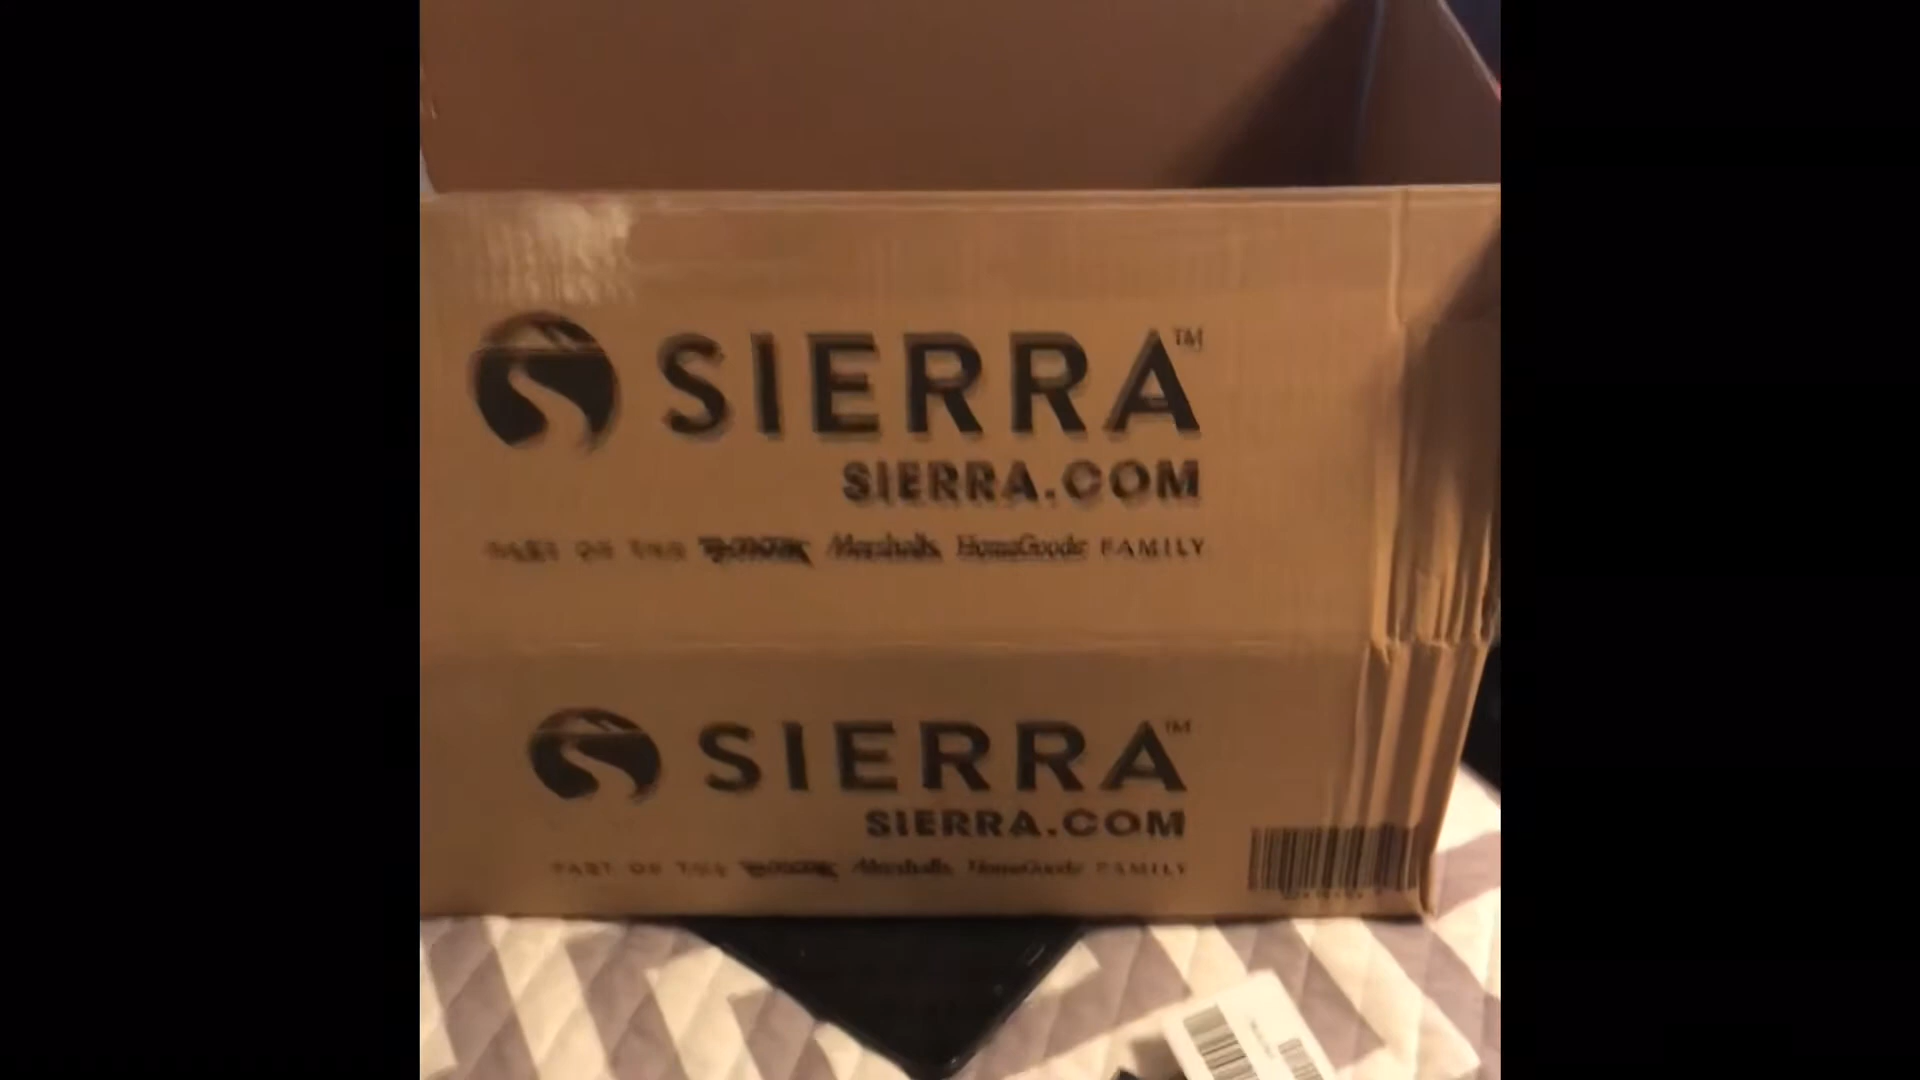 SIERRA™
SIERRA.COM
PART OF THE Marshalls HomeGoods FAMILY
SIERRA™
SIERRA.COM
PART OF THE Marshalls HomeGoods FAMILY